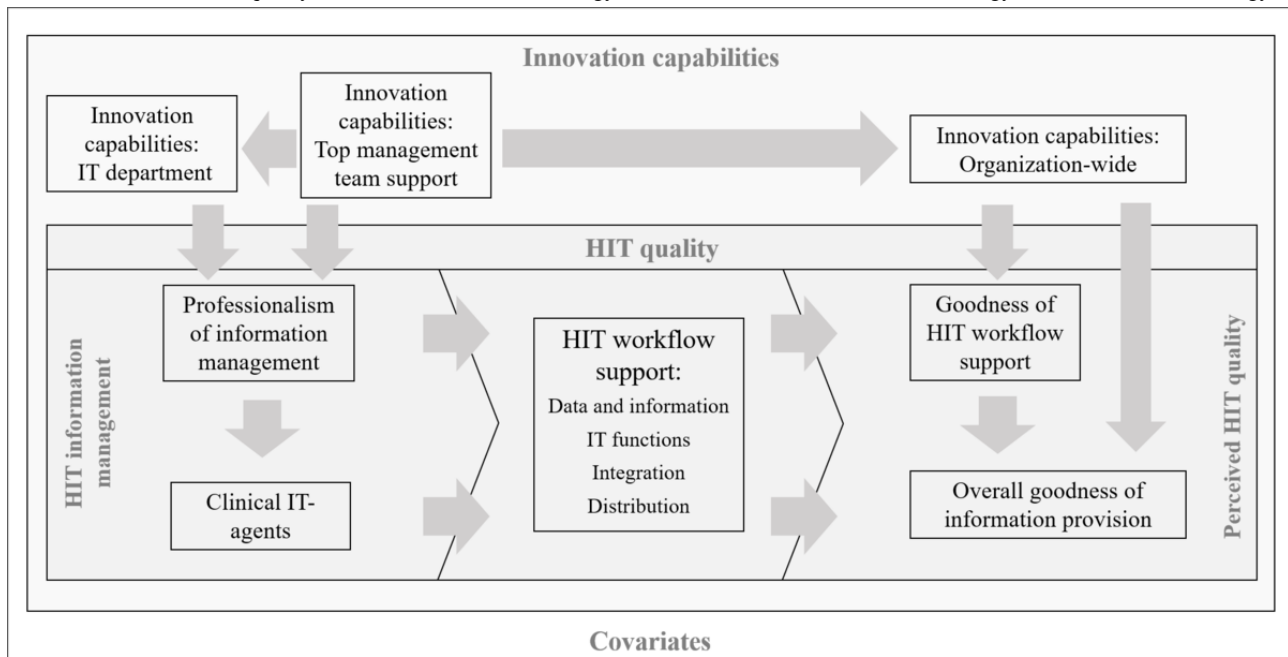 Innovation capabilities
Innovation
capabilities:
IT department
Innovation
capabilities:
Top management
team support
Innovation capabilities:
Organization-wide
HIT quality
HIT information
management
Professionalism
of information
management
Clinical IT-
agents
HIT workflow
support:
Data and information
IT functions
Integration
Distribution
Goodness of
HIT workflow
support
Overall goodness of
information provision
Perceived HIT quality
Covariates